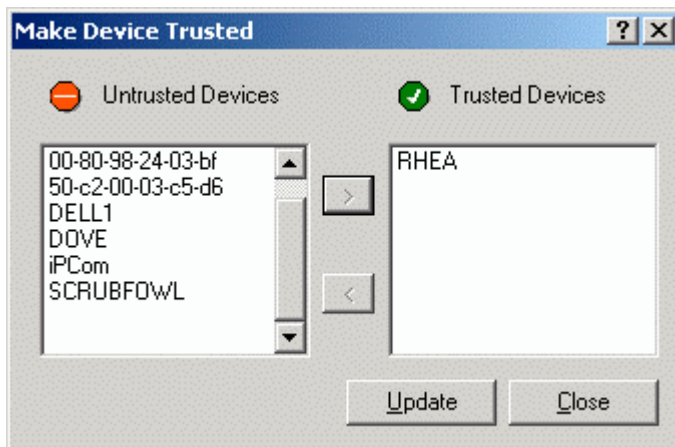 Make Device Trusted
Untrusted Devices
Trusted Devices
00-80-98-24-03-bf
50-c2-00-03-c5-d6
DELL1
DOVE
iPCom
SCRUBFOWL
>
<
RHEA
Update
Close